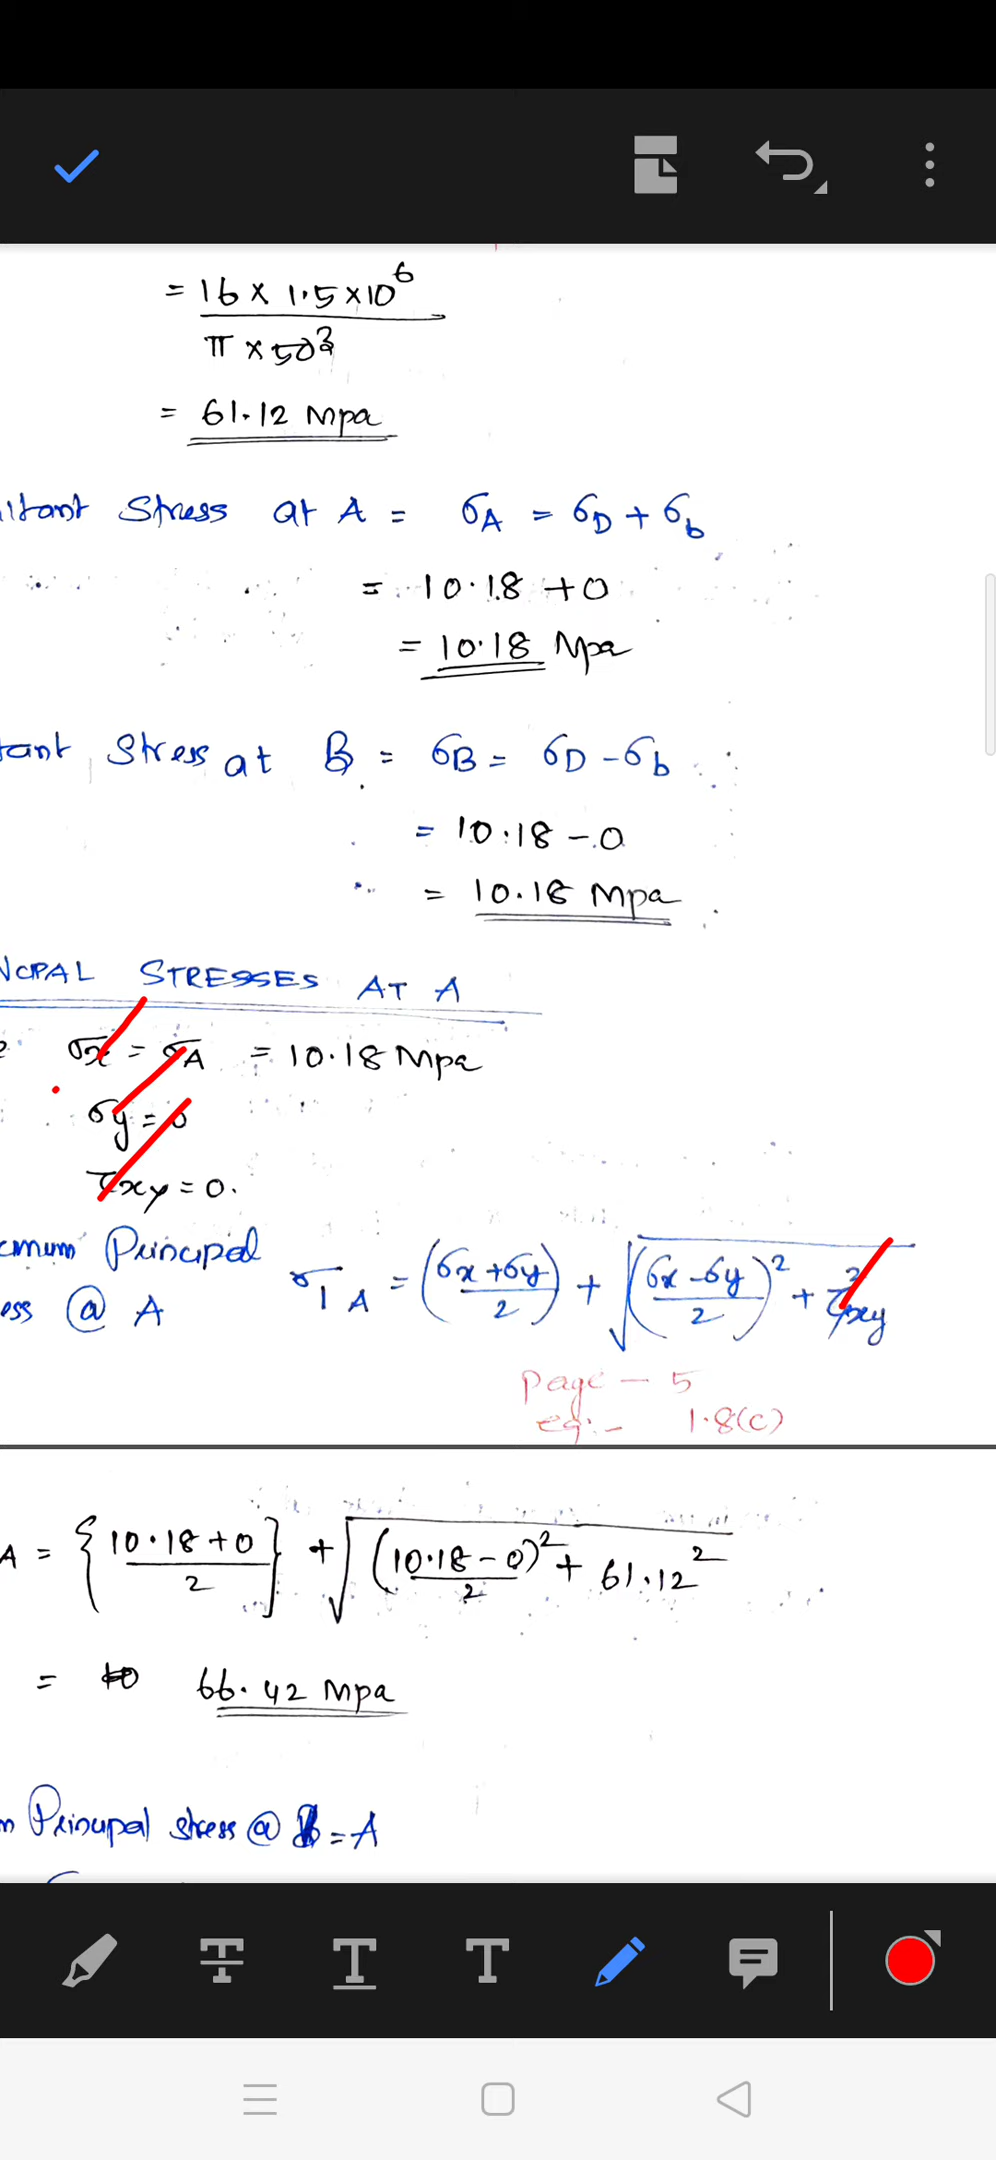 = 16 × 1.5×10⁶
π × 50³
= 61.12 Mpa
ltant Stress at A = σA = σD + σb
= 10.18 + 0
= 10.18 Mpa
tant Stress at B = σB = σD - σb
= 10.18 - 0
= 10.18 Mpa
NCPAL STRESSES AT A
σx = σA = 10.18 Mpa
σy = 0
τxy = 0.
mum Principal
ess @ A
σ1A = (σx + σy / 2) + √(σx - σy / 2)² + τ²xy
Page - 5
eq:- 1.8(c)
A = {10.18 + 0 / 2} + √(10.18 - 0 / 2)² + 61.12²
= 66.42 Mpa
m Principal stress @ = A
T T T